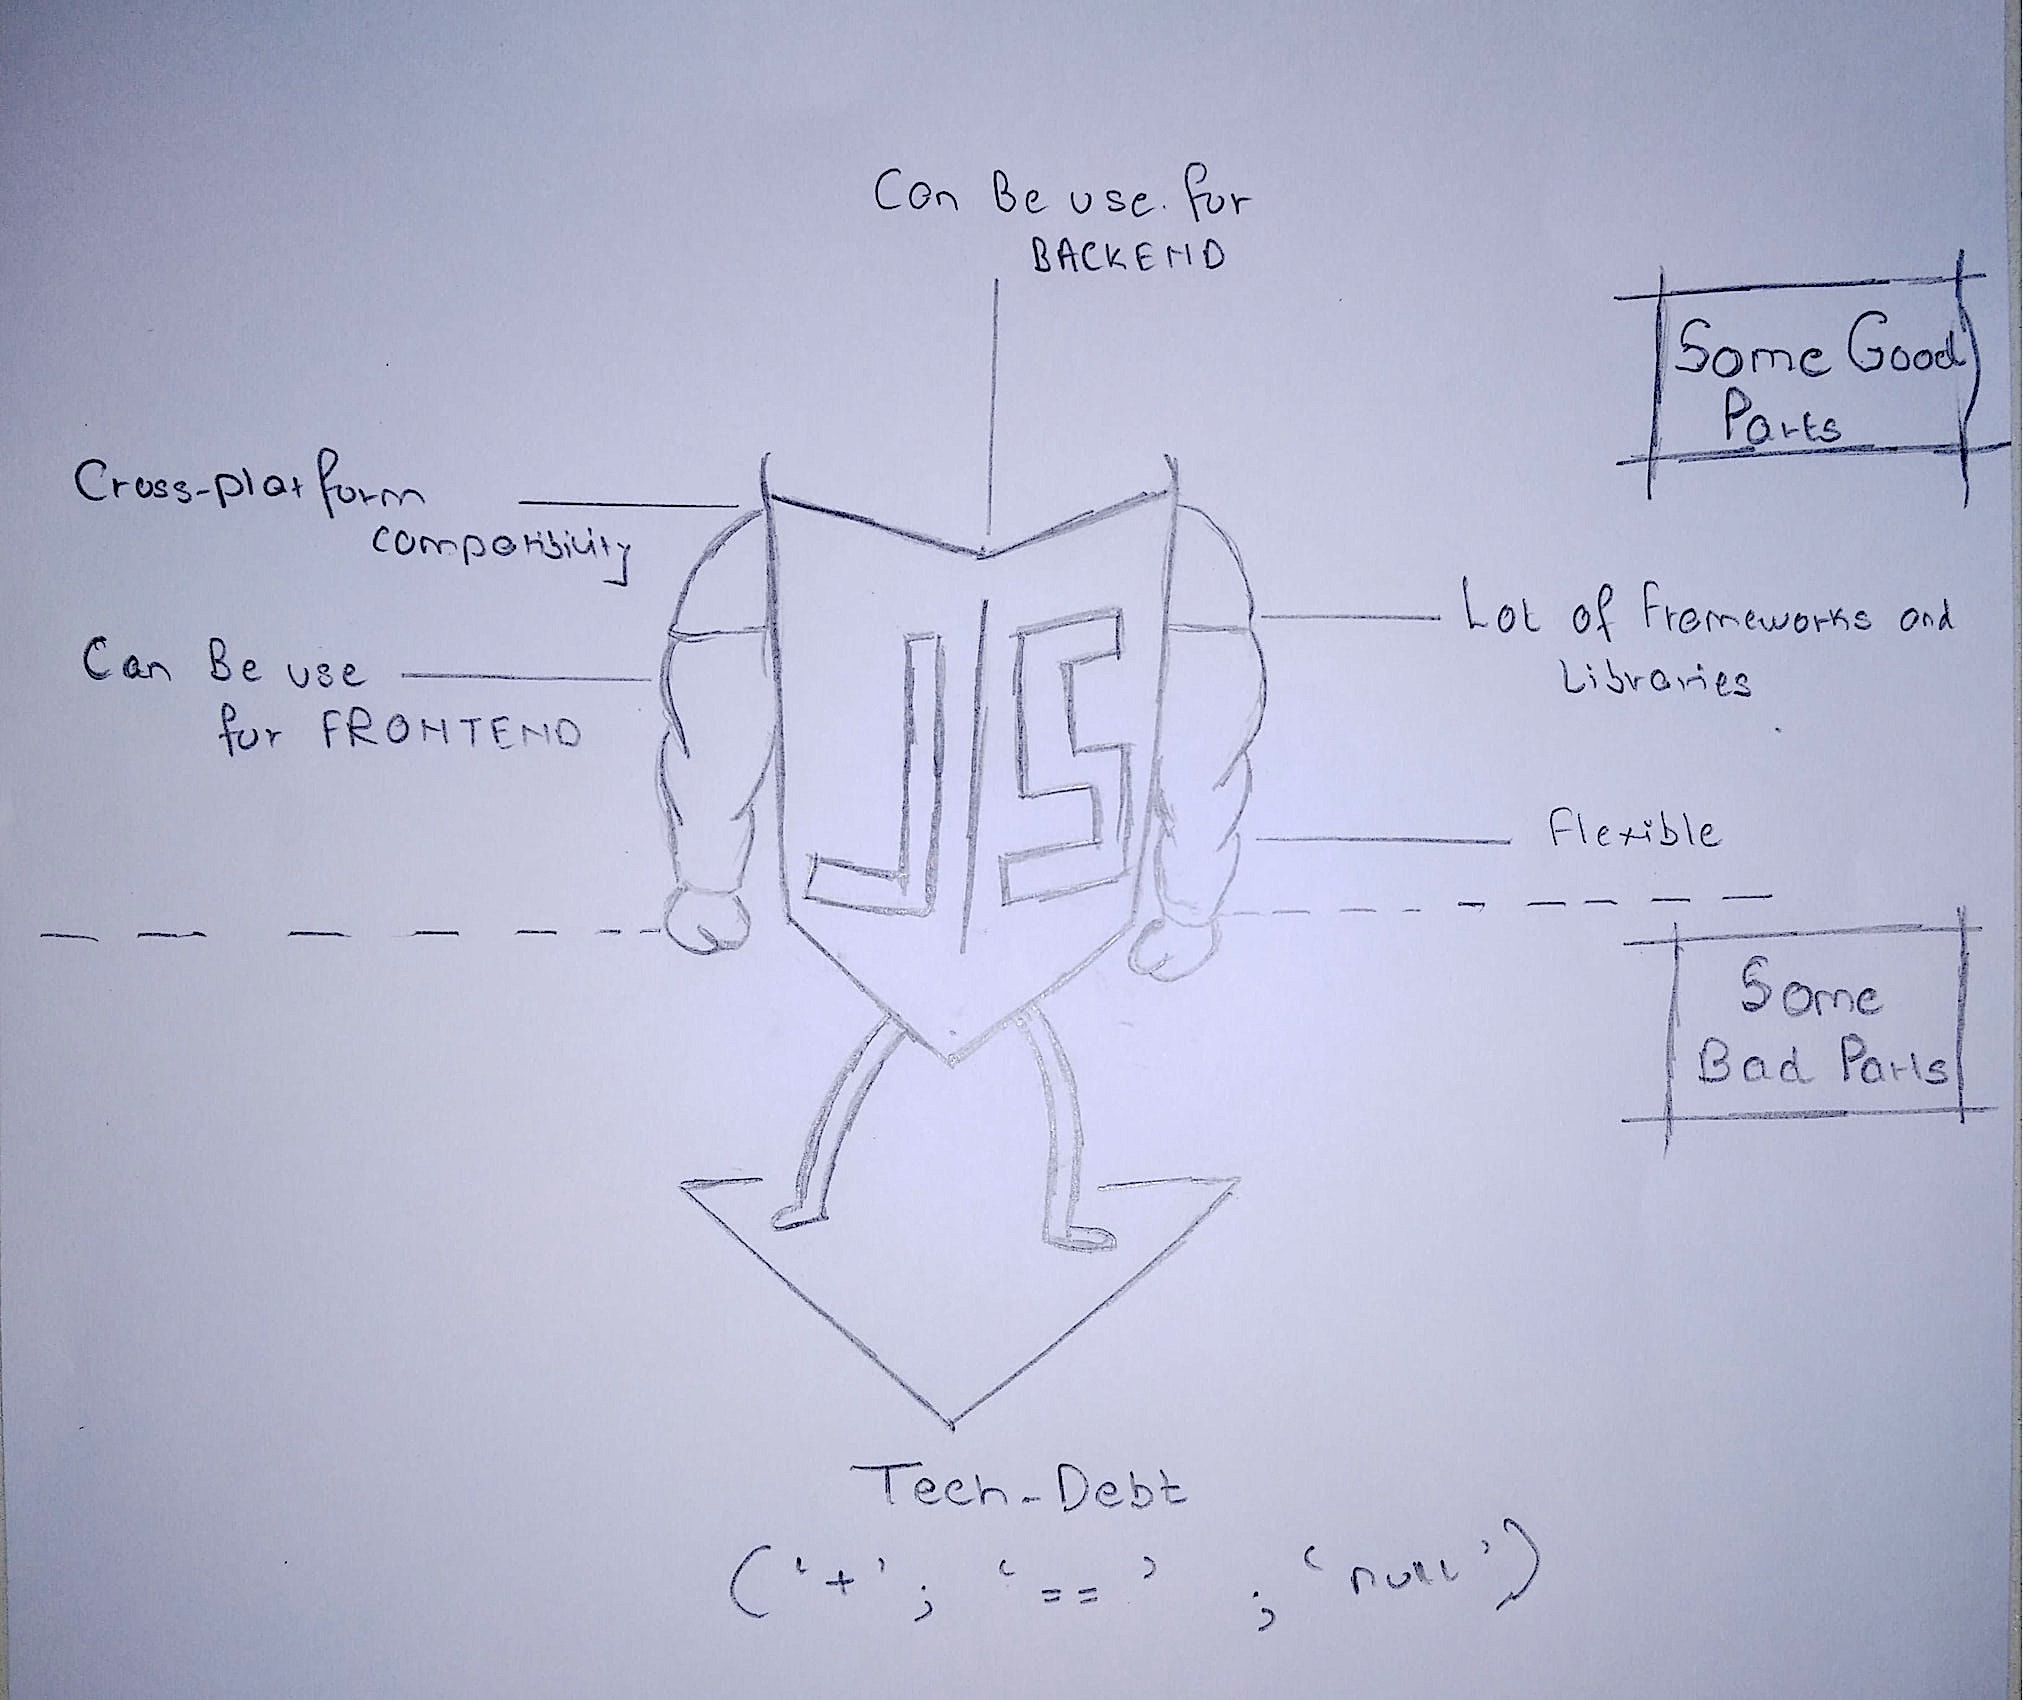 Can Be use for
BACKEND
Some Good
Parts
Cross-platform
compatibility
Lot of frameworks and
Libraries
Can Be use
for FRONTEND
JS
Flexible
Some
Bad Parts
Tech-Debt
('+' ; '==' ; 'null')